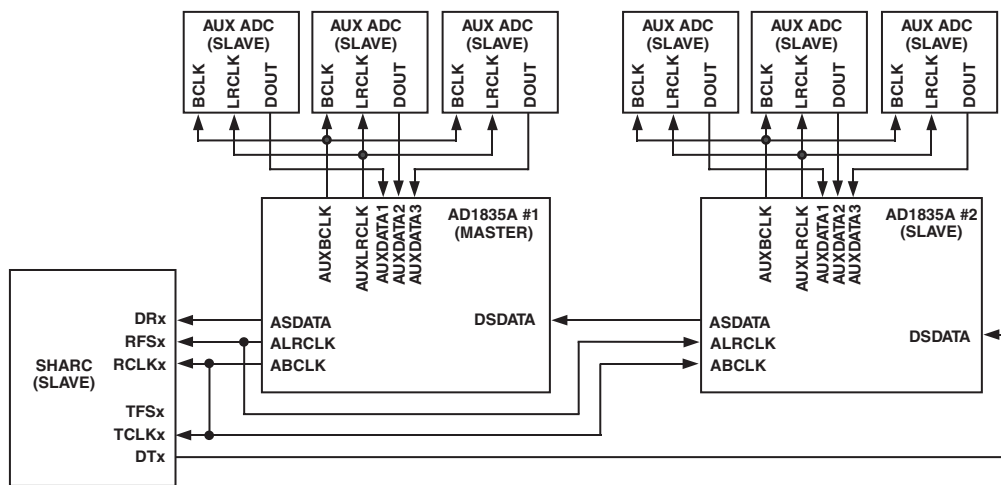 AUX ADC
(SLAVE)
BCLK
LRCLK
DOUT
AUX ADC
(SLAVE)
BCLK
LRCLK
DOUT
AUX ADC
(SLAVE)
BCLK
LRCLK
DOUT
AUX ADC
(SLAVE)
BCLK
LRCLK
DOUT
AUX ADC
(SLAVE)
BCLK
LRCLK
DOUT
AUX ADC
(SLAVE)
BCLK
LRCLK
DOUT
AUXBCLK
AUXLRCLK
AUXDATA1
AUXDATA2
AUXDATA3
AD1835A #1
(MASTER)
ASDATA
ALRCLK
ABCLK
DSDATA
AUXBCLK
AUXLRCLK
AUXDATA1
AUXDATA2
AUXDATA3
AD1835A #2
(SLAVE)
ASDATA
ALRCLK
ABCLK
DSDATA
SHARC
(SLAVE)
DRx
RFSx
RCLKx
TFSx
TCLKx
DTx